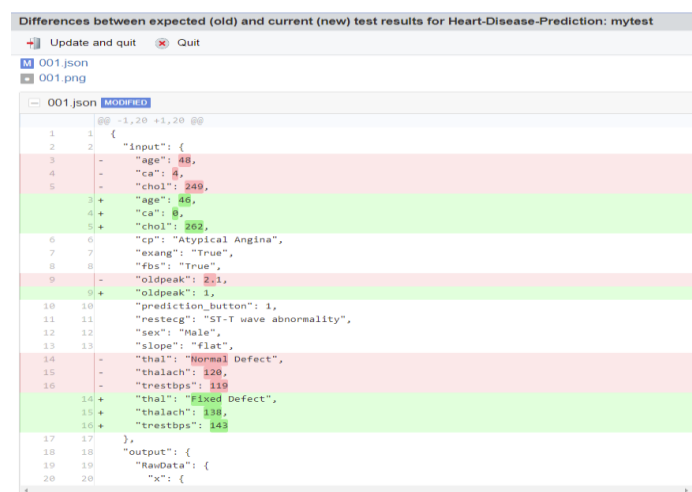 Differences between expected (old) and current (new) test results for Heart-Disease-Prediction: mytest
Update and quit Quit
M 001.json
001.png
001.json MODIFIED
@@ -1,20 +1,20 @@
1 1 {
2 2 "input": {
3 - "age": 48,
4 - "ca": 4,
5 - "chol": 249,
3 + "age": 46,
4 + "ca": 0,
5 + "chol": 262,
6 6 "cp": "Atypical Angina",
7 7 "exang": "True",
8 8 "fbs": "True",
9 - "oldpeak": 2.1,
9 + "oldpeak": 1,
10 10 "prediction_button": 1,
11 11 "restecg": "ST-T wave abnormality",
12 12 "sex": "Male",
13 13 "slope": "flat",
14 - "thal": "Normal Defect",
15 - "thalach": 120,
16 - "trestbps": 119
14 + "thal": "Fixed Defect",
15 + "thalach": 138,
16 + "trestbps": 143
17 17 },
18 18 "output": {
19 19 "RawData": {
20 20 "x": {